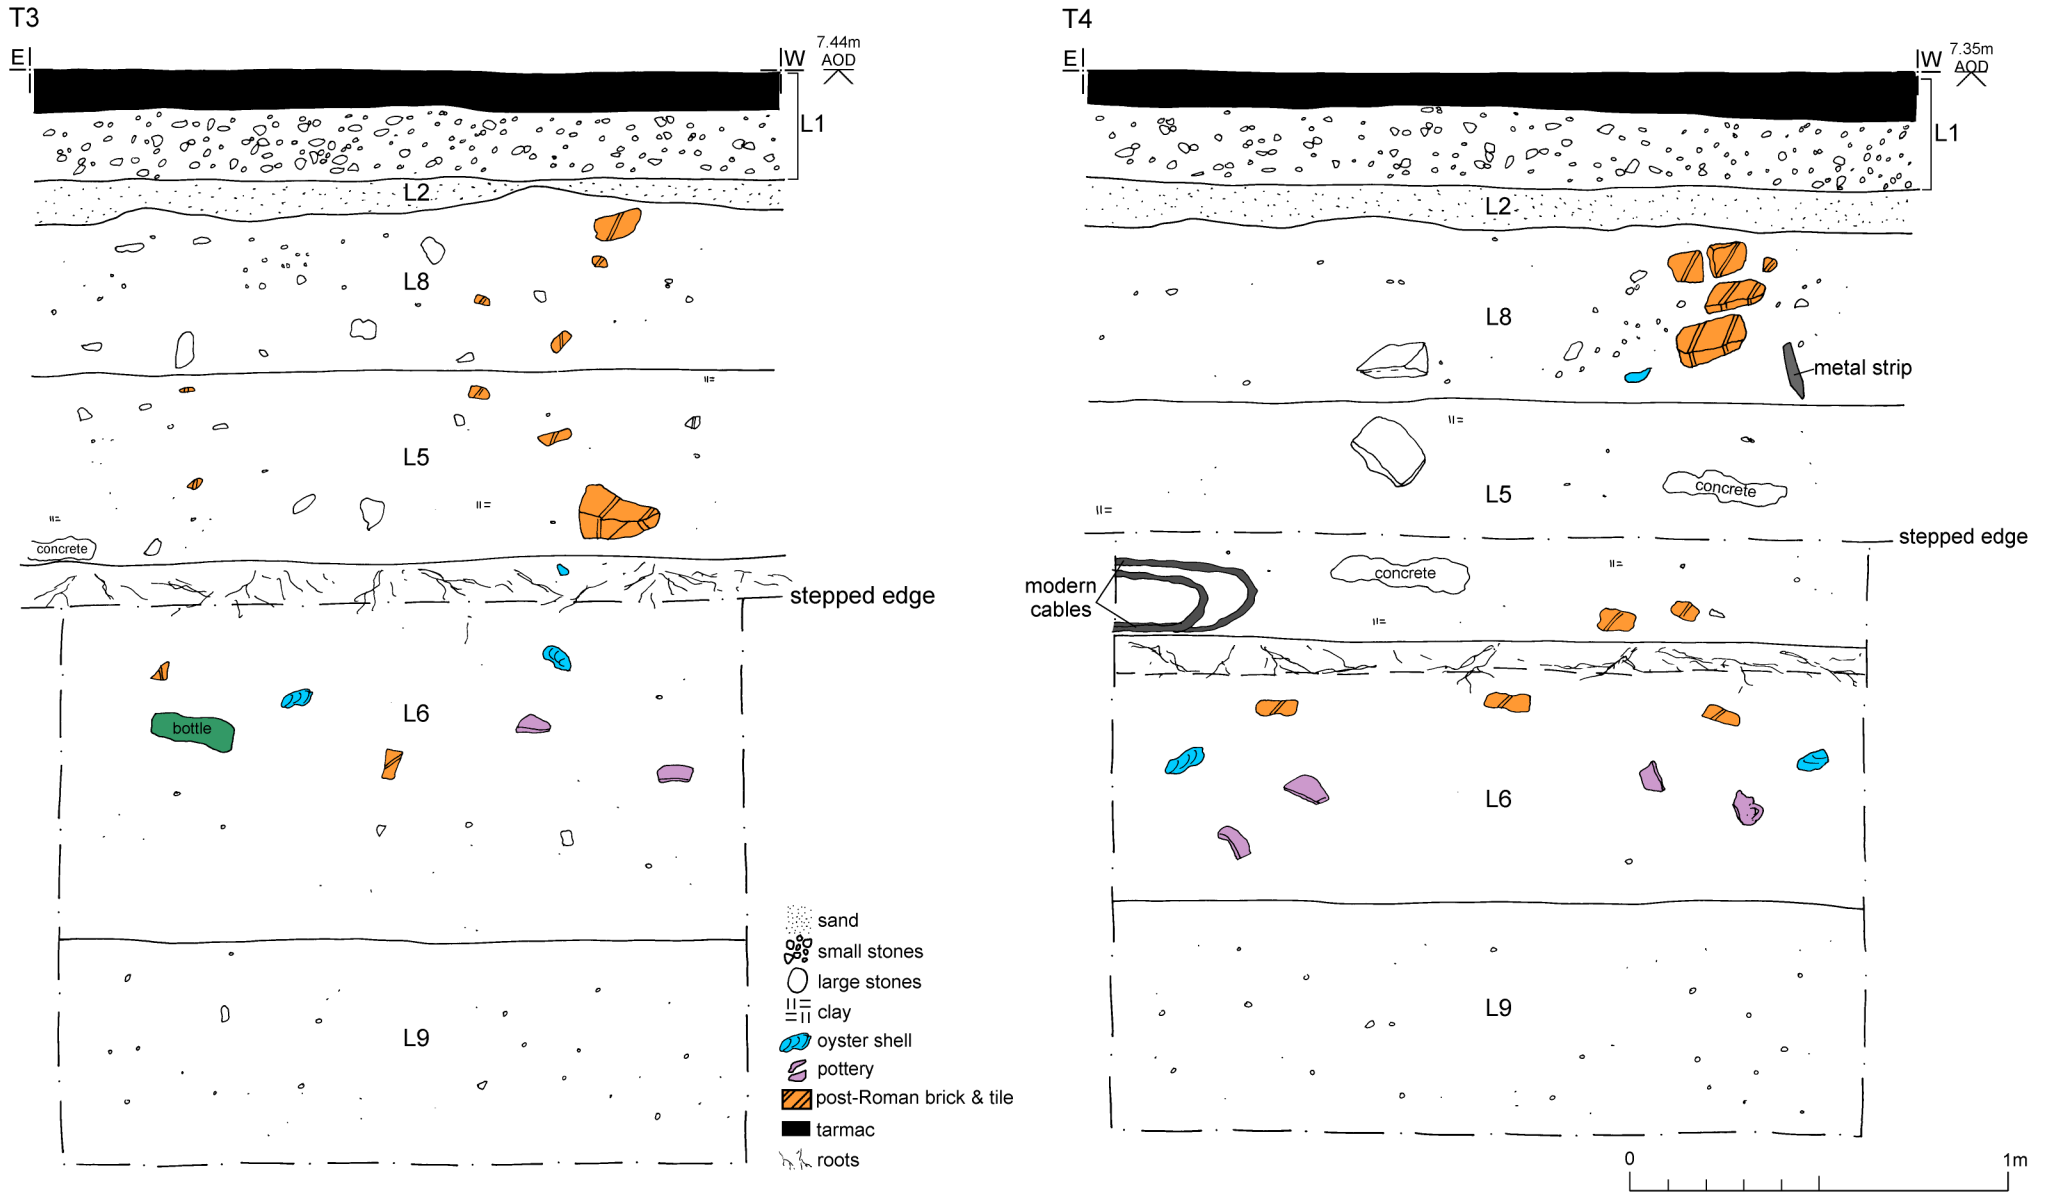 T3
E
W
7.44m
AOD
L1
L2
L8
L5
concrete
stepped edge
L6
bottle
L9
T4
E
W
7.35m
AOD
L1
L2
L8
metal strip
L5
concrete
stepped edge
modern
cables
concrete
L6
L9
sand
small stones
large stones
clay
oyster shell
pottery
post-Roman brick & tile
tarmac
roots
0
1m